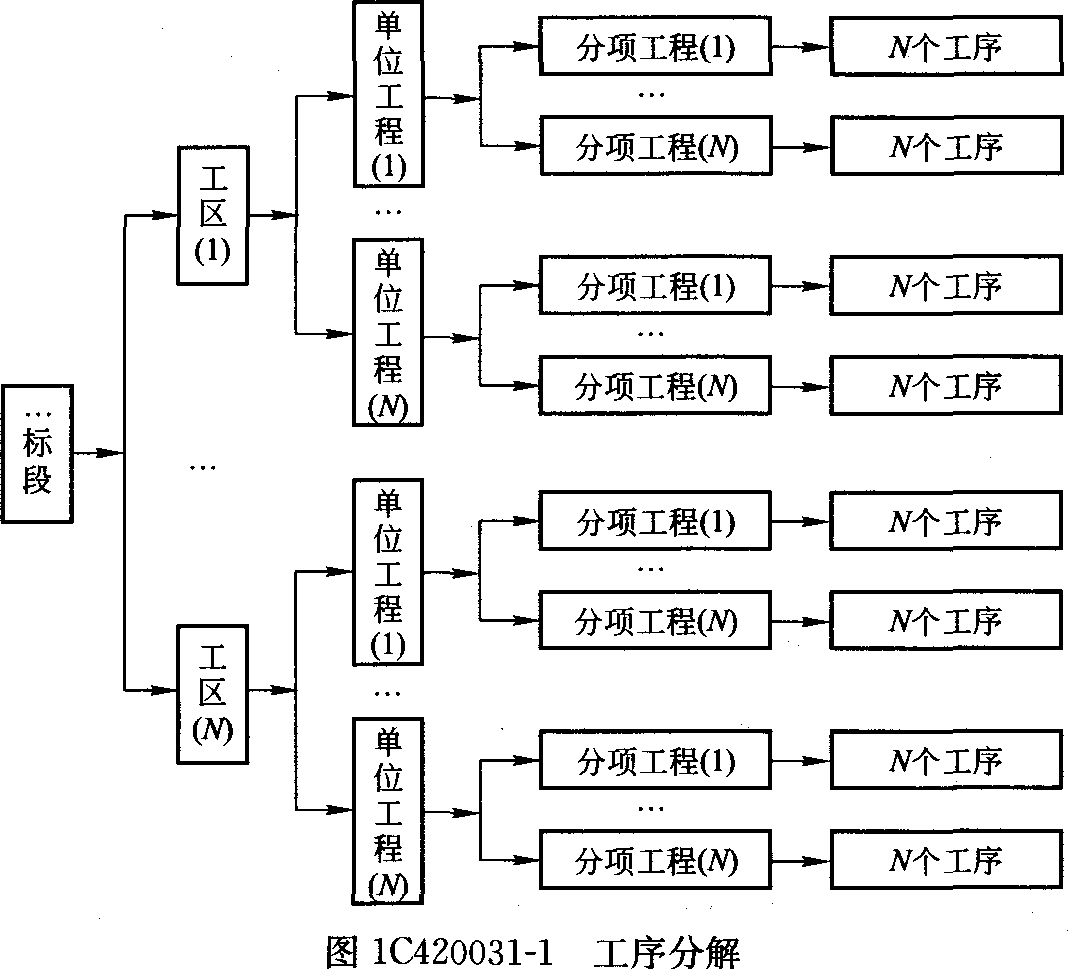 …标段
工区(1)
…
工区(N)
单位工程(1)
…
单位工程(N)
单位工程(1)
…
单位工程(N)
分项工程(1)
N个工序
…
分项工程(N)
N个工序
分项工程(1)
N个工序
…
分项工程(N)
N个工序
分项工程(1)
N个工序
…
分项工程(N)
N个工序
分项工程(1)
N个工序
…
分项工程(N)
N个工序
图 1C420031-1 工序分解